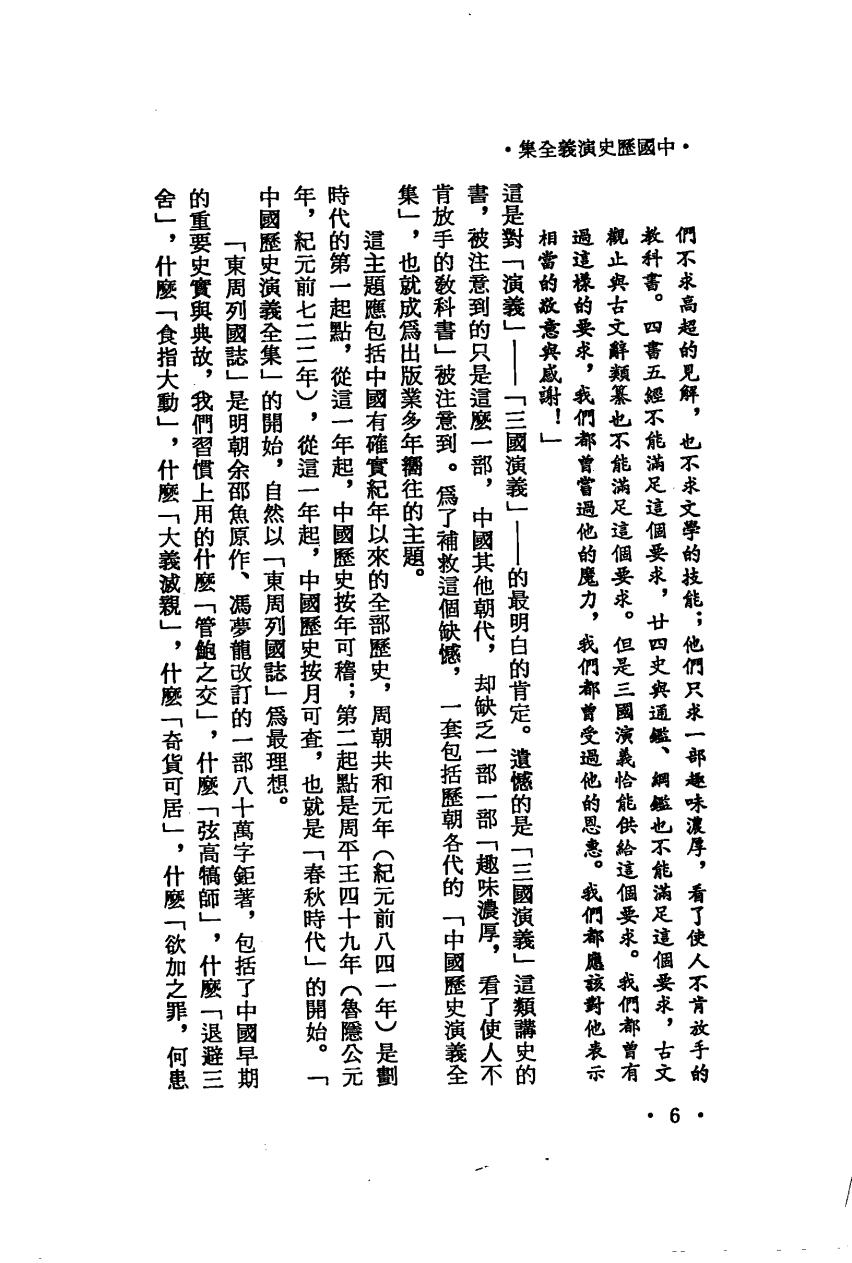 ·中國歷史演義全集·
們不求高超的見解，也不求文學的技能；他們只求一部趣味濃厚，看了使人不肯放手的
教科書。四書五經不能滿足這個要求，廿四史與通鑑、綱鑑也不能滿足這個要求，古文
觀止與古文辭類纂也不能滿足這個要求。但是三國演義恰能供給這個要求。我們都曾有
過這樣的要求，我們都曾嘗過他的魔力，我們都曾受過他的恩惠。我們都應該對他表示
相當的敬意與感謝！」
這是對「演義」——「三國演義」——的最明白的肯定。遺憾的是「三國演義」這類講史的
書，被注意到的只是這麼一部，中國其他朝代，却缺乏一部一部「趣味濃厚，看了使人不
肯放手的教科書」被注意到。爲了補救這個缺憾，一套包括歷朝各代的「中國歷史演義全
集」，也就成爲出版業多年嚮往的主題。
這主題應包括中國有確實紀年以來的全部歷史，周朝共和元年（紀元前八四一年）是劃
時代的第一起點，從這一年起，中國歷史按年可稽；第二起點是周平王四十九年（魯隱公元
年，紀元前七二二年），從這一年起，中國歷史按月可查，也就是「春秋時代」的開始。「
中國歷史演義全集」的開始，自然以「東周列國誌」爲最理想。
「東周列國誌」是明朝余邵魚原作、馮夢龍改訂的一部八十萬字鉅著，包括了中國早期
的重要史實與典故，我們習慣上用的什麼「管鮑之交」，什麼「弦高犒師」，什麼「退避三
舍」，什麼「食指大動」，什麼「大義滅親」，什麼「奇貨可居」，什麼「欲加之罪，何患
·6·